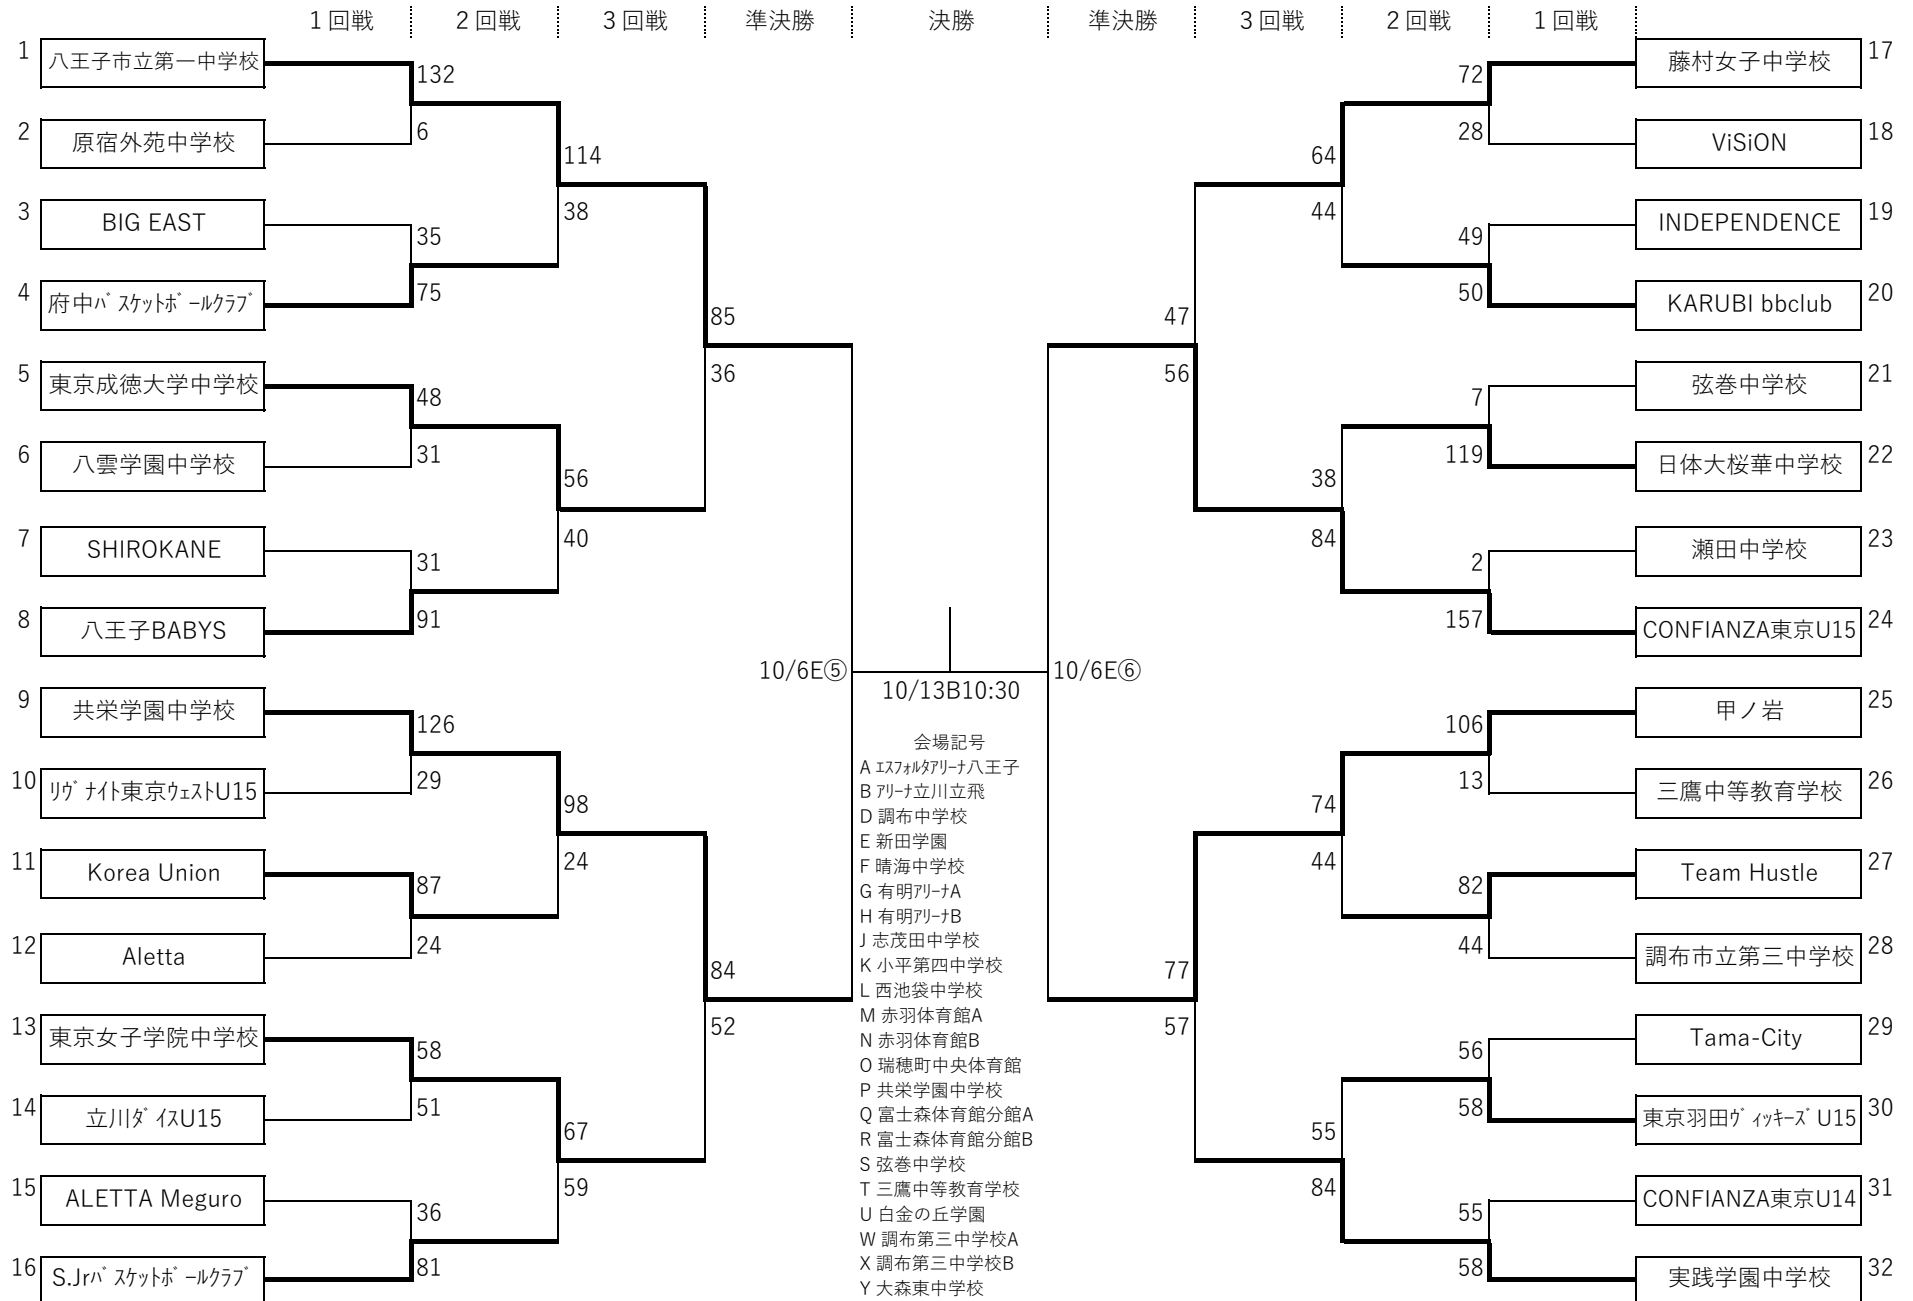 1回戦 2回戦 3回戦 準決勝 決勝 準決勝 3回戦 2回戦 1回戦
1 八王子市立第一中学校
132
2 原宿外苑中学校
6
114
3 BIG EAST
35
38
4 府中ﾊﾞｽｹｯﾄﾎﾞｰﾙｸﾗﾌﾞ
75
85
5 東京成徳大学中学校
48
36
6 八雲学園中学校
31
56
7 SHIROKANE
31
40
8 八王子BABYS
91
9 共栄学園中学校
126
10 ﾘｳﾞﾅｲﾄ東京ｳｪｽﾄU15
29
98
11 Korea Union
87
24
12 Aletta
24
84
13 東京女子学院中学校
58
52
14 立川ﾀﾞｲｽU15
51
67
15 ALETTA Meguro
36
59
16 S.Jrﾊﾞｽｹｯﾄﾎﾞｰﾙｸﾗﾌﾞ
81
10/6E⑤
10/13B10:30
10/6E⑥
会場記号
A ｴｽﾌｫﾙﾀｱﾘｰﾅ八王子
B ｱﾘｰﾅ立川立飛
D 調布中学校
E 新田学園
F 晴海中学校
G 有明ｱﾘｰﾅA
H 有明ｱﾘｰﾅB
J 志茂田中学校
K 小平第四中学校
L 西池袋中学校
M 赤羽体育館A
N 赤羽体育館B
O 瑞穂町中央体育館
P 共栄学園中学校
Q 富士森体育館分館A
R 富士森体育館分館B
S 弦巻中学校
T 三鷹中等教育学校
U 白金の丘学園
W 調布第三中学校A
X 調布第三中学校B
Y 大森東中学校
藤村女子中学校 17
72
ViSiON 18
28
64
INDEPENDENCE 19
49
44
KARUBI bbclub 20
50
47
弦巻中学校 21
7
56
日体大桜華中学校 22
119
38
瀬田中学校 23
2
84
CONFIANZA東京U15 24
157
甲ノ岩 25
106
三鷹中等教育学校 26
13
74
Team Hustle 27
82
44
調布市立第三中学校 28
44
77
Tama-City 29
56
57
東京羽田ｳﾞｨｯｷｰｽﾞU15 30
58
55
CONFIANZA東京U14 31
55
84
実践学園中学校 32
58